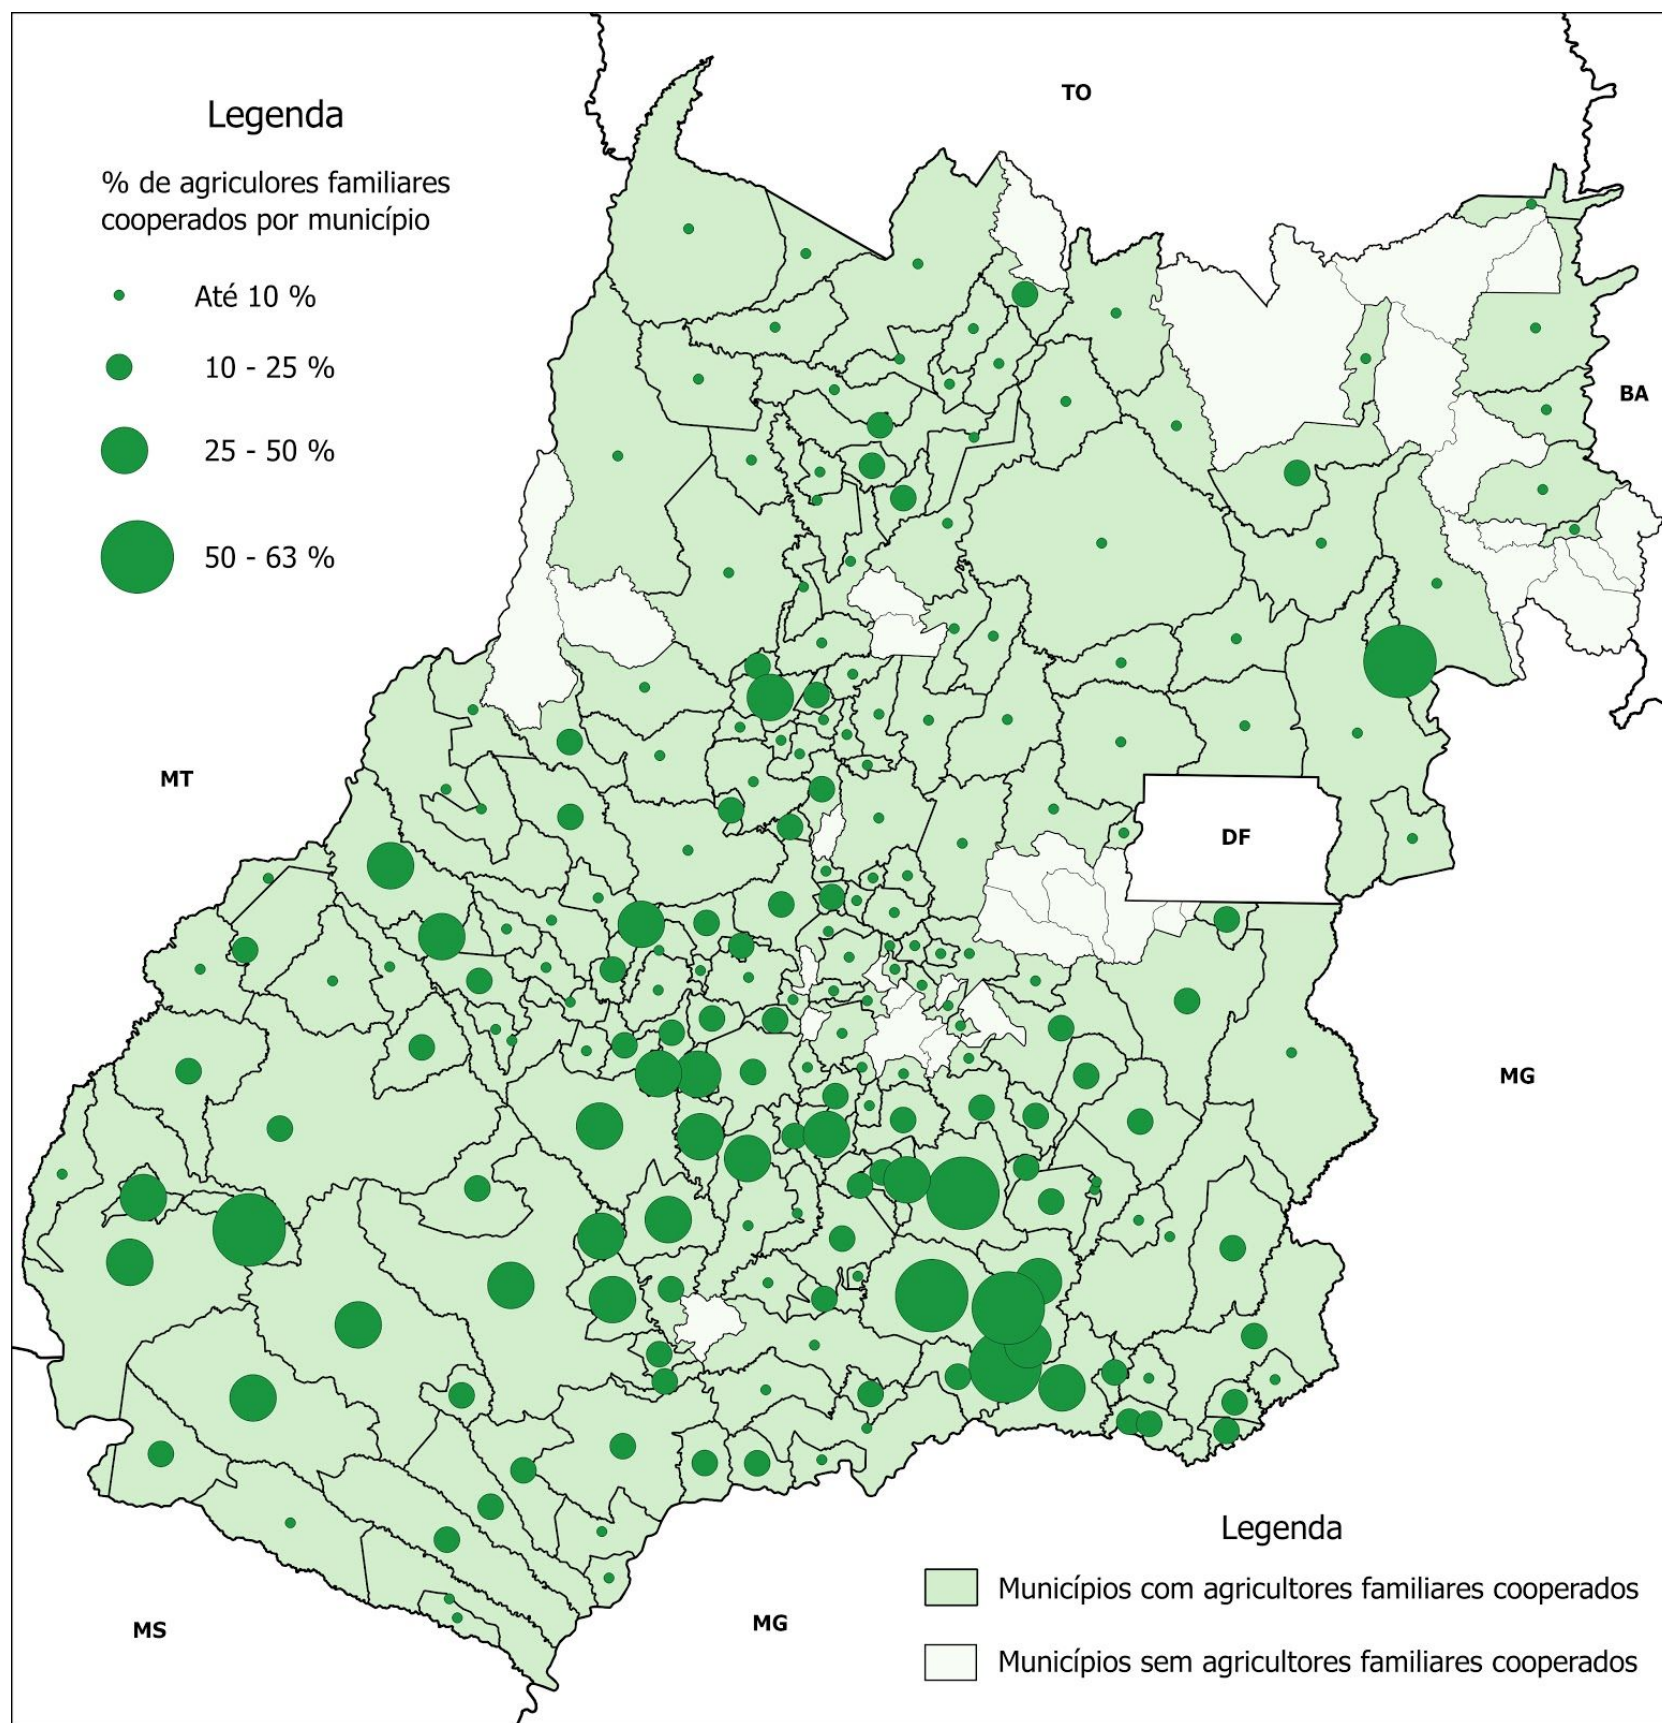 TO
Legenda
% de agriculores familiares
cooperados por município
Até 10 %
10 - 25 %
25 - 50 %
50 - 63 %
BA
MT
DF
MG
Legenda
Municípios com agricultores familiares cooperados
MS
MG
Municípios sem agricultores familiares cooperados